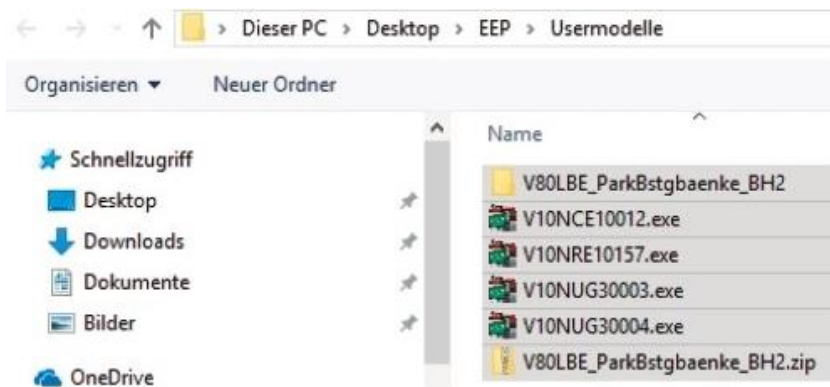 Dieser PC > Desktop > EEP > Usermodelle
Organisieren Neuer Ordner
Name
Schnellzugriff
Desktop
Downloads
Dokumente
Bilder
OneDrive
V80LBE_ParkBstgbaenke_BH2
V10NCE10012.exe
V10NRE10157.exe
V10NUG30003.exe
V10NUG30004.exe
V80LBE_ParkBstgbaenke_BH2.zip